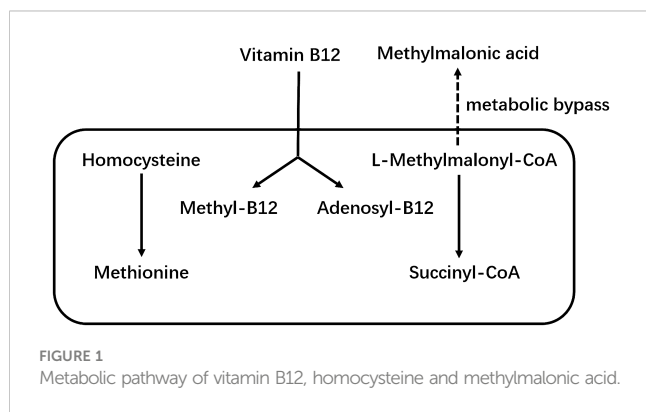 Vitamin B12
Methylmalonic acid
metabolic bypass
Homocysteine
L-Methylmalonyl-CoA
Methyl-B12
Adenosyl-B12
Methionine
Succinyl-CoA
FIGURE 1
Metabolic pathway of vitamin B12, homocysteine and methylmalonic acid.